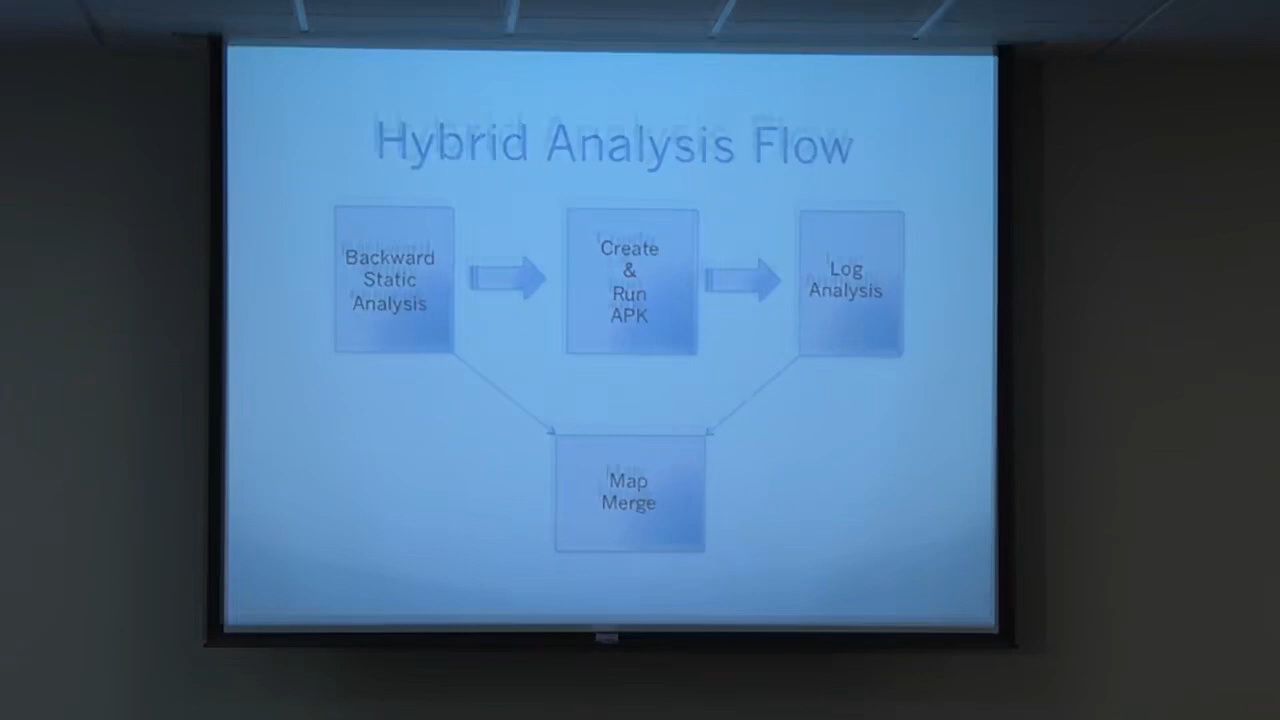 Hybrid Analysis Flow
Backward
Static
Analysis
Create
&
Run
APK
Log
Analysis
Map
Merge